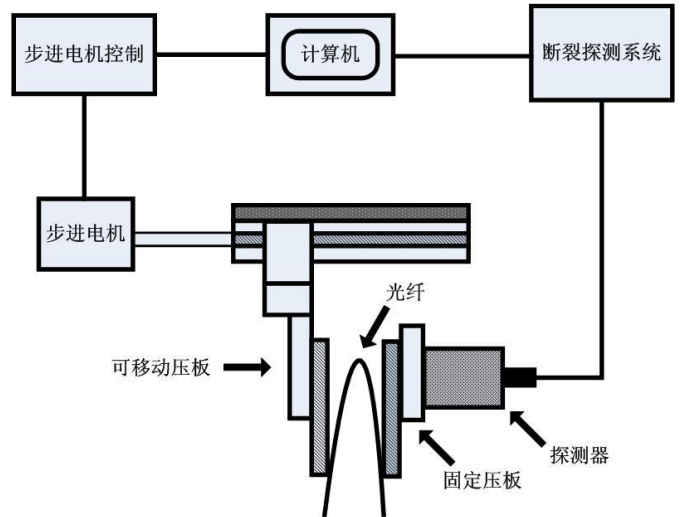 步进电机控制
计算机
断裂探测系统
步进电机
光纤
可移动压板
探测器
固定压板